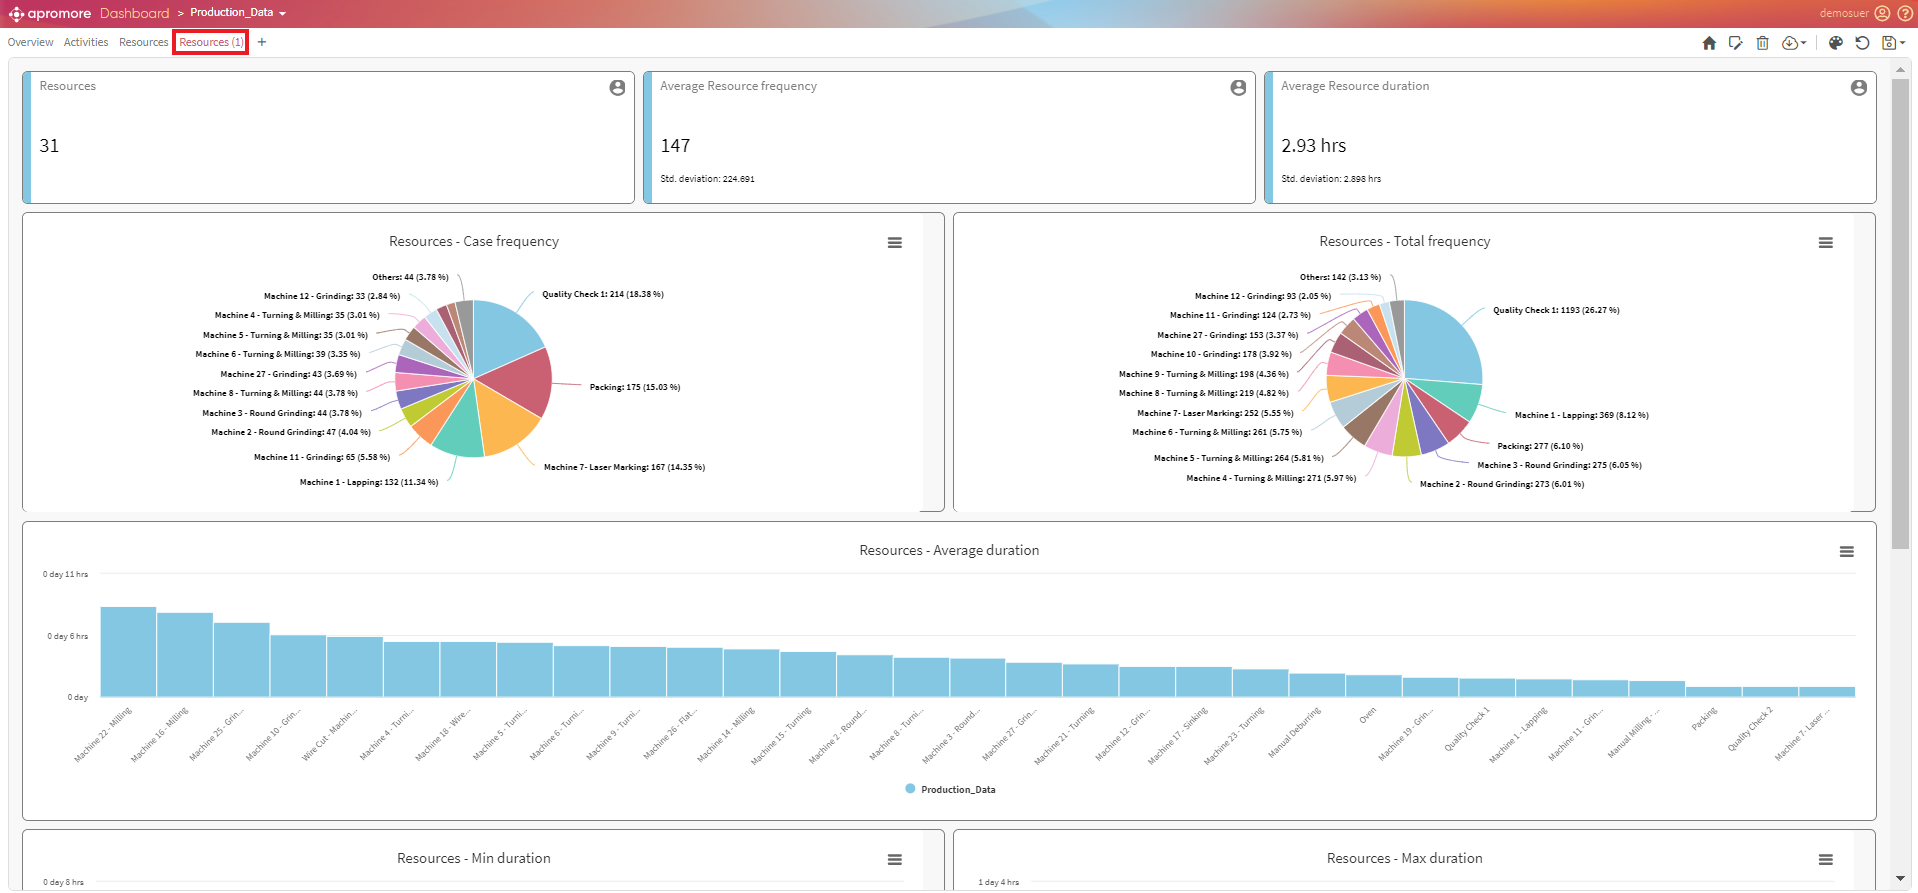 apromore Dashboard > Production_Data
demosuer
Overview Activities Resources Resources (1) +
Resources
31
Average Resource frequency
147
Std. deviation: 224.691
Average Resource duration
2.93 hrs
Std. deviation: 2.898 hrs
Resources - Case frequency
Others: 44 (3.78 %)
Machine 12 - Grinding: 33 (2.84 %)
Machine 4 - Turning & Milling: 35 (3.01 %)
Machine 5 - Turning & Milling: 35 (3.01 %)
Machine 6 - Turning & Milling: 39 (3.35 %)
Machine 27 - Grinding: 43 (3.69 %)
Machine 8 - Turning & Milling: 44 (3.78 %)
Machine 3 - Round Grinding: 44 (3.78 %)
Machine 2 - Round Grinding: 47 (4.04 %)
Machine 11 - Grinding: 65 (5.58 %)
Machine 1 - Lapping: 132 (11.34 %)
Quality Check 1: 214 (18.38 %)
Packing: 175 (15.03 %)
Machine 7- Laser Marking: 167 (14.35 %)
Resources - Total frequency
Others: 142 (3.13 %)
Machine 12 - Grinding: 93 (2.05 %)
Machine 11 - Grinding: 124 (2.73 %)
Machine 27 - Grinding: 153 (3.37 %)
Machine 10 - Grinding: 178 (3.92 %)
Machine 9 - Turning & Milling: 198 (4.36 %)
Machine 8 - Turning & Milling: 219 (4.82 %)
Machine 7- Laser Marking: 252 (5.55 %)
Machine 6 - Turning & Milling: 261 (5.75 %)
Machine 5 - Turning & Milling: 264 (5.81 %)
Machine 4 - Turning & Milling: 271 (5.97 %)
Quality Check 1: 1193 (26.27 %)
Machine 1 - Lapping: 369 (8.12 %)
Packing: 277 (6.10 %)
Machine 3 - Round Grinding: 275 (6.05 %)
Machine 2 - Round Grinding: 273 (6.01 %)
Resources - Average duration
0 day 11 hrs
0 day 6 hrs
0 day
Machine 22 - Milling
Machine 16 - Milling
Machine 25 - Grin...
Machine 10 - Grin...
Wire Cut - Machin...
Machine 4 - Turni...
Machine 18 - Wire...
Machine 5 - Turni...
Machine 6 - Turni...
Machine 9 - Turni...
Machine 26 - Flat...
Machine 14 - Milling
Machine 15 - Turning
Machine 2 - Round...
Machine 8 - Turni...
Machine 3 - Round...
Machine 27 - Grin...
Machine 21 - Turning
Machine 12 - Grin...
Machine 17 - Sinking
Machine 23 - Turning
Manual Deburring
Oven
Machine 19 - Grin...
Quality Check 1
Machine 1 - Lapping
Machine 11 - Grin...
Manual Milling - ...
Packing
Quality Check 2
Machine 7- Laser ...
Production_Data
Resources - Min duration
0 day 8 hrs
Resources - Max duration
1 day 4 hrs